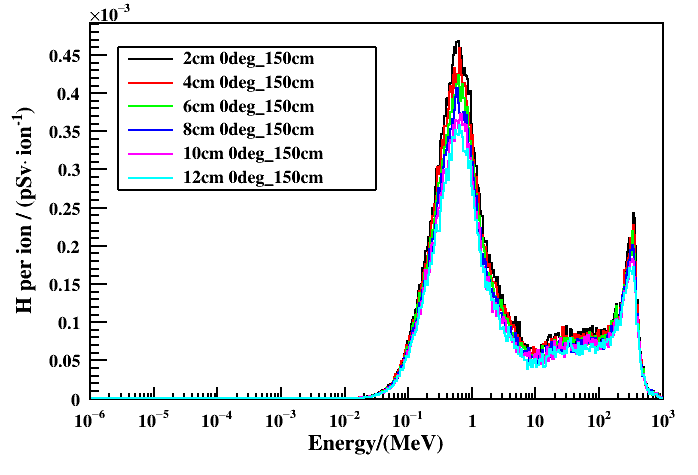 ×10⁻³
0.45
0.4
0.35
0.3
0.25
0.2
0.15
0.1
0.05
0
H per ion / (pSv· ion⁻¹)
2cm 0deg_150cm
4cm 0deg_150cm
6cm 0deg_150cm
8cm 0deg_150cm
10cm 0deg_150cm
12cm 0deg_150cm
10⁻⁶ 10⁻⁵ 10⁻⁴ 10⁻³ 10⁻² 10⁻¹ 1 10 10² 10³
Energy/(MeV)